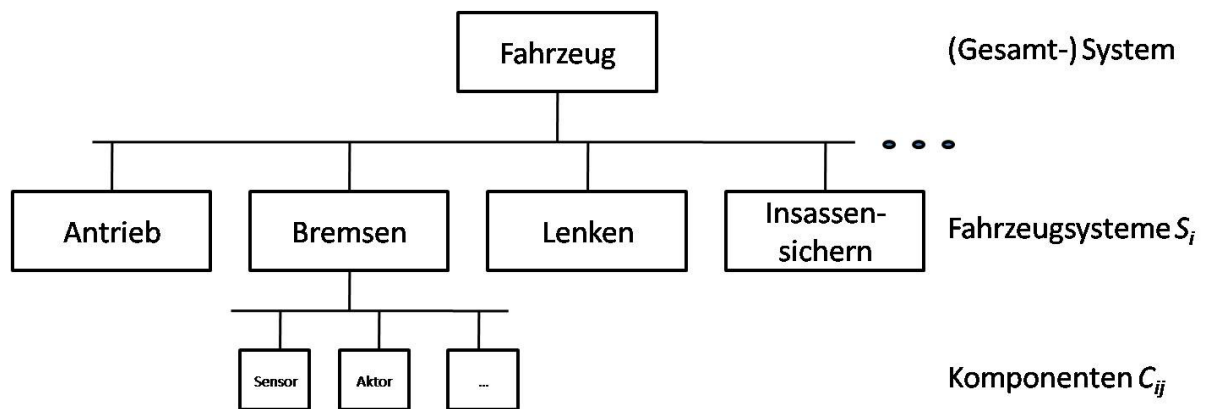 Fahrzeug
(Gesamt-) System
Antrieb
Bremsen
Lenken
Insassen-
sichern
Fahrzeugsysteme Si
Sensor
Aktor
...
Komponenten Cij